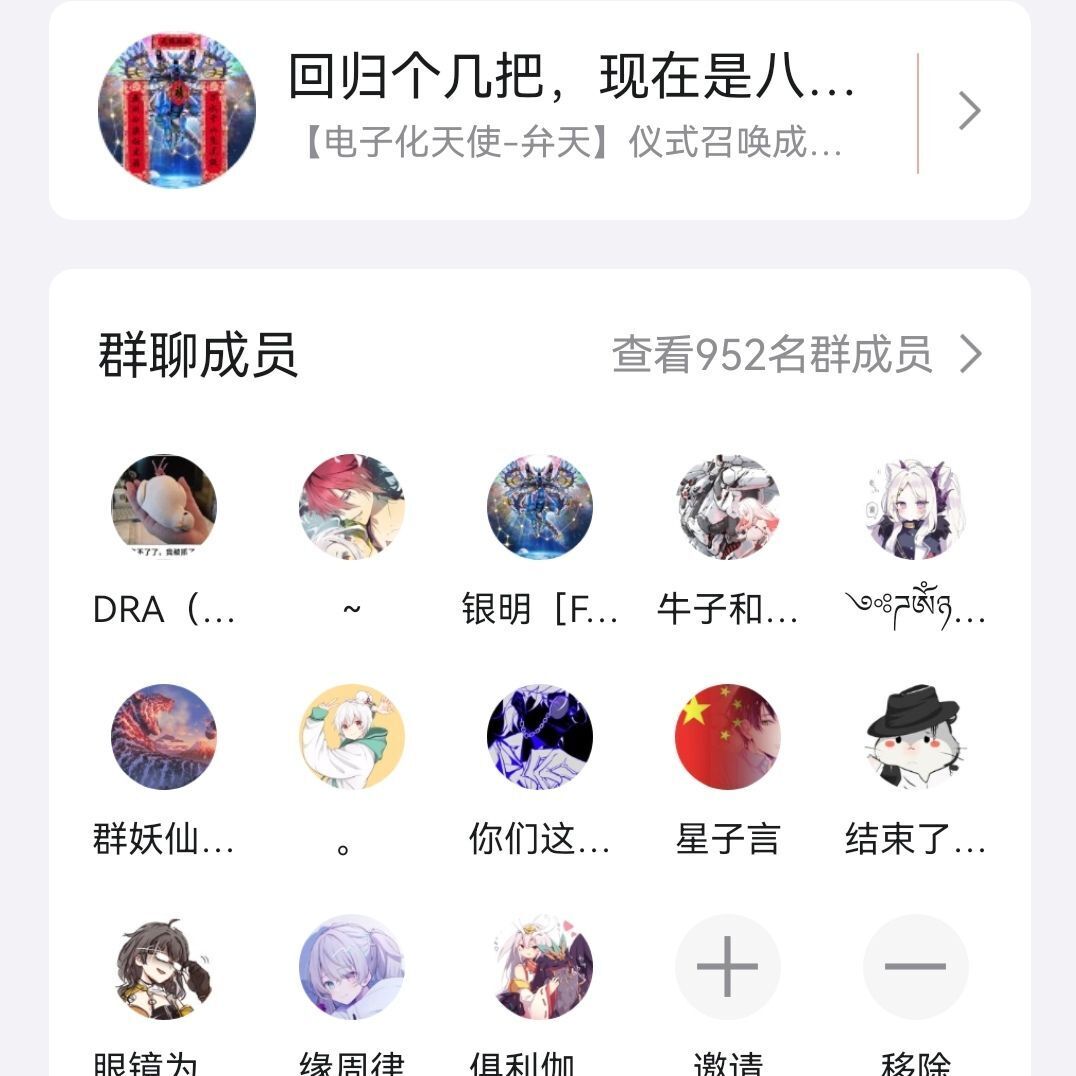 回归个几把，现在是八...
【电子化天使-弁天】仪式召唤成...
群聊成员
查看952名群成员
DRA（...
~
银明［F...
牛子和...
群妖仙...
。
你们这...
星子言
结束了...
眼镜为
缘周律
俱利伽
邀请
移除